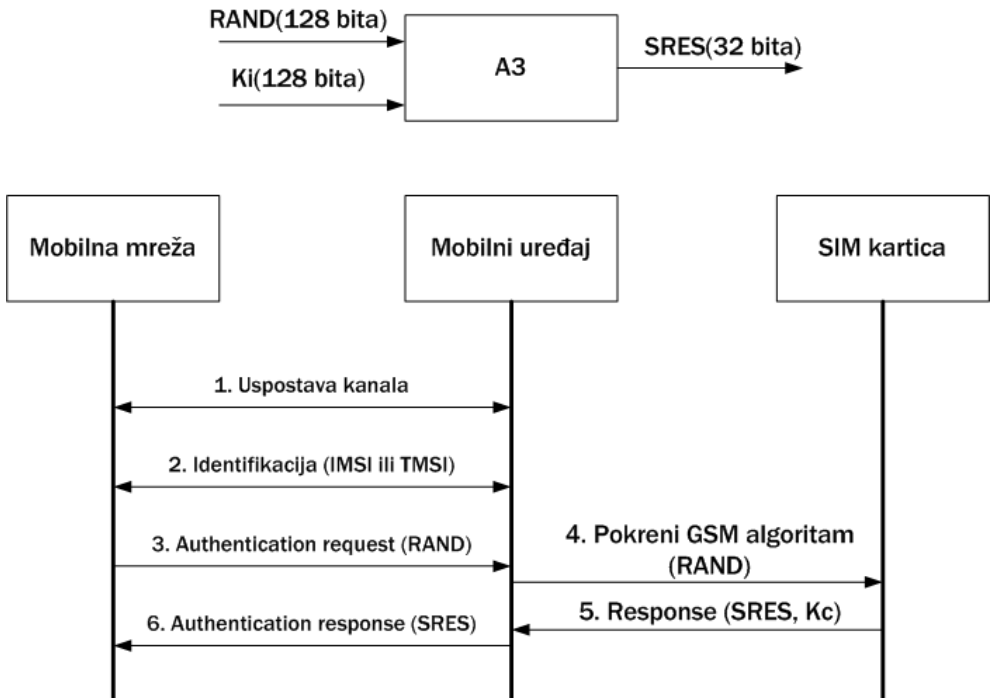 RAND(128 bita)
Ki(128 bita)
A3
SRES(32 bita)
Mobilna mreža
Mobilni uređaj
SIM kartica
1. Uspostava kanala
2. Identifikacija (IMSI ili TMSI)
3. Authentication request (RAND)
4. Pokreni GSM algoritam
(RAND)
5. Response (SRES, Kc)
6. Authentication response (SRES)